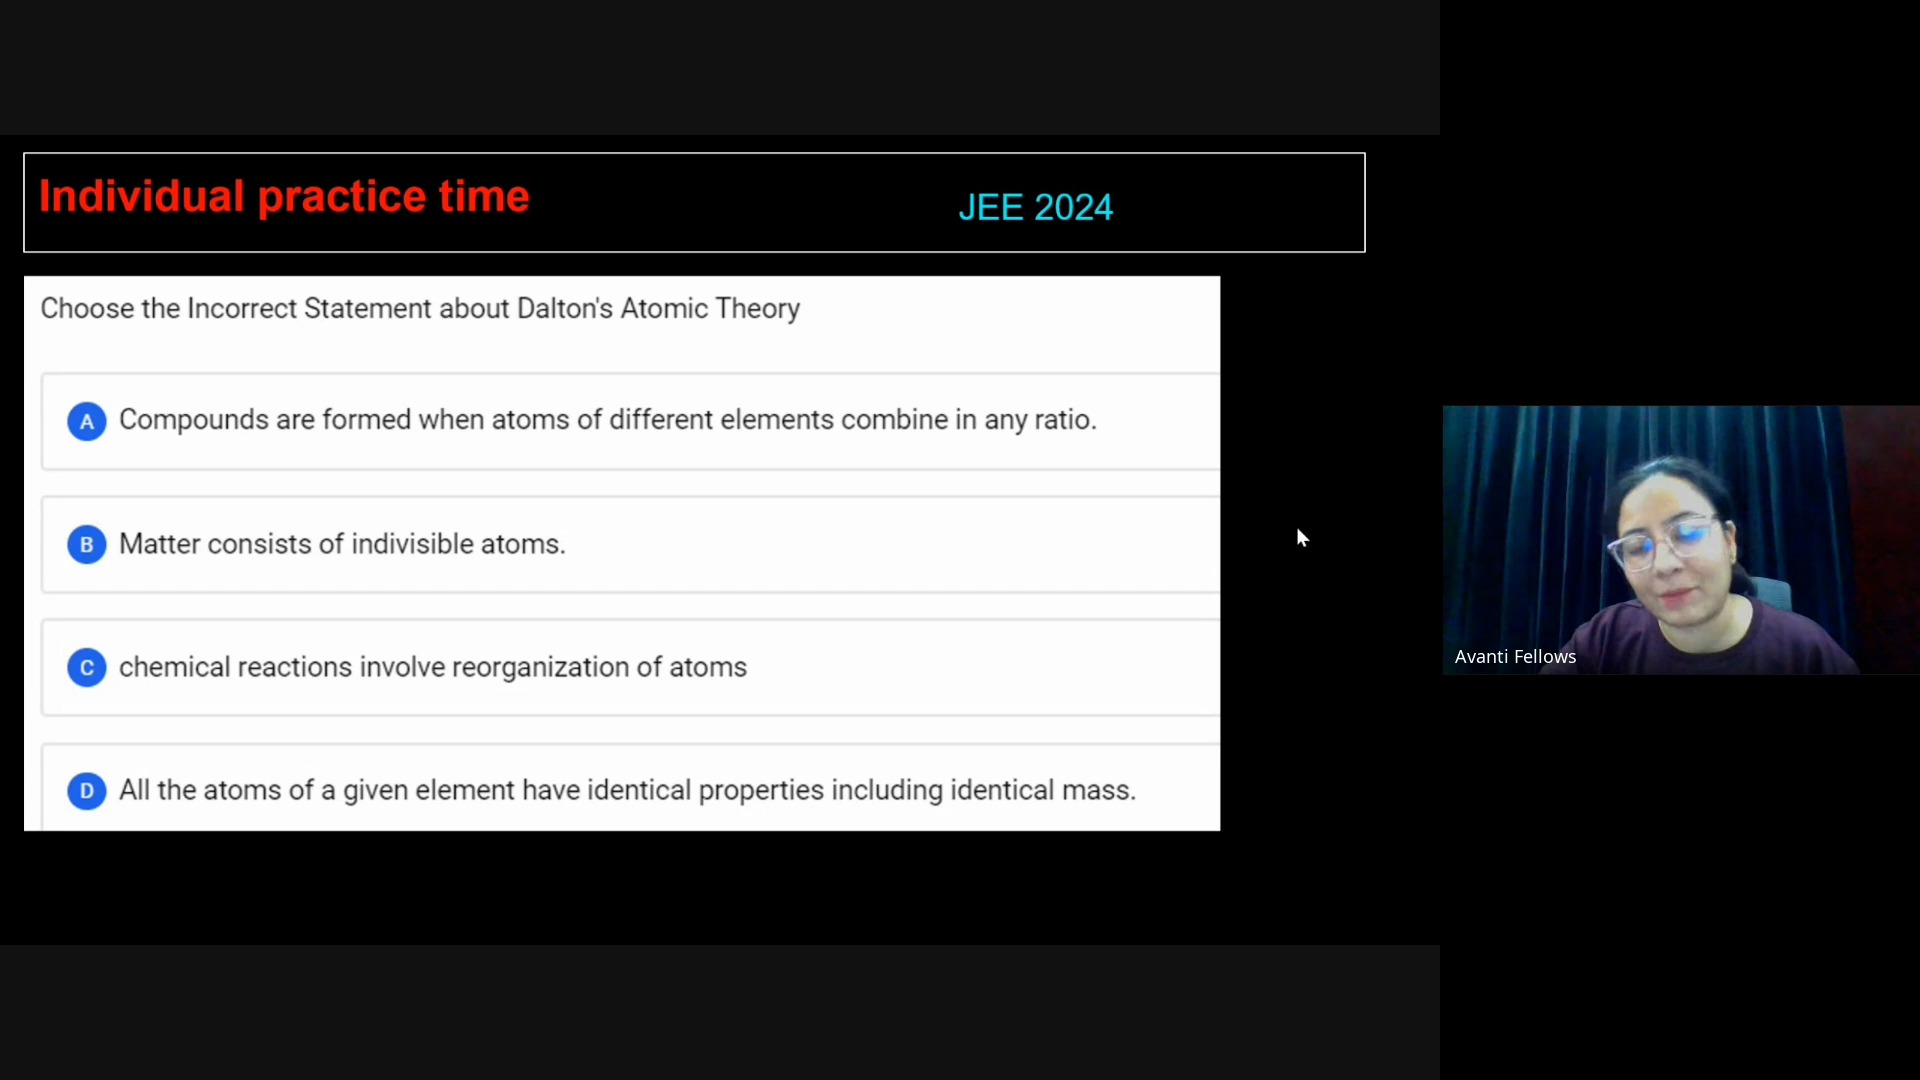 Individual practice time
JEE 2024
Choose the Incorrect Statement about Dalton's Atomic Theory
A Compounds are formed when atoms of different elements combine in any ratio.
B Matter consists of indivisible atoms.
C chemical reactions involve reorganization of atoms
D All the atoms of a given element have identical properties including identical mass.
Avanti Fellows